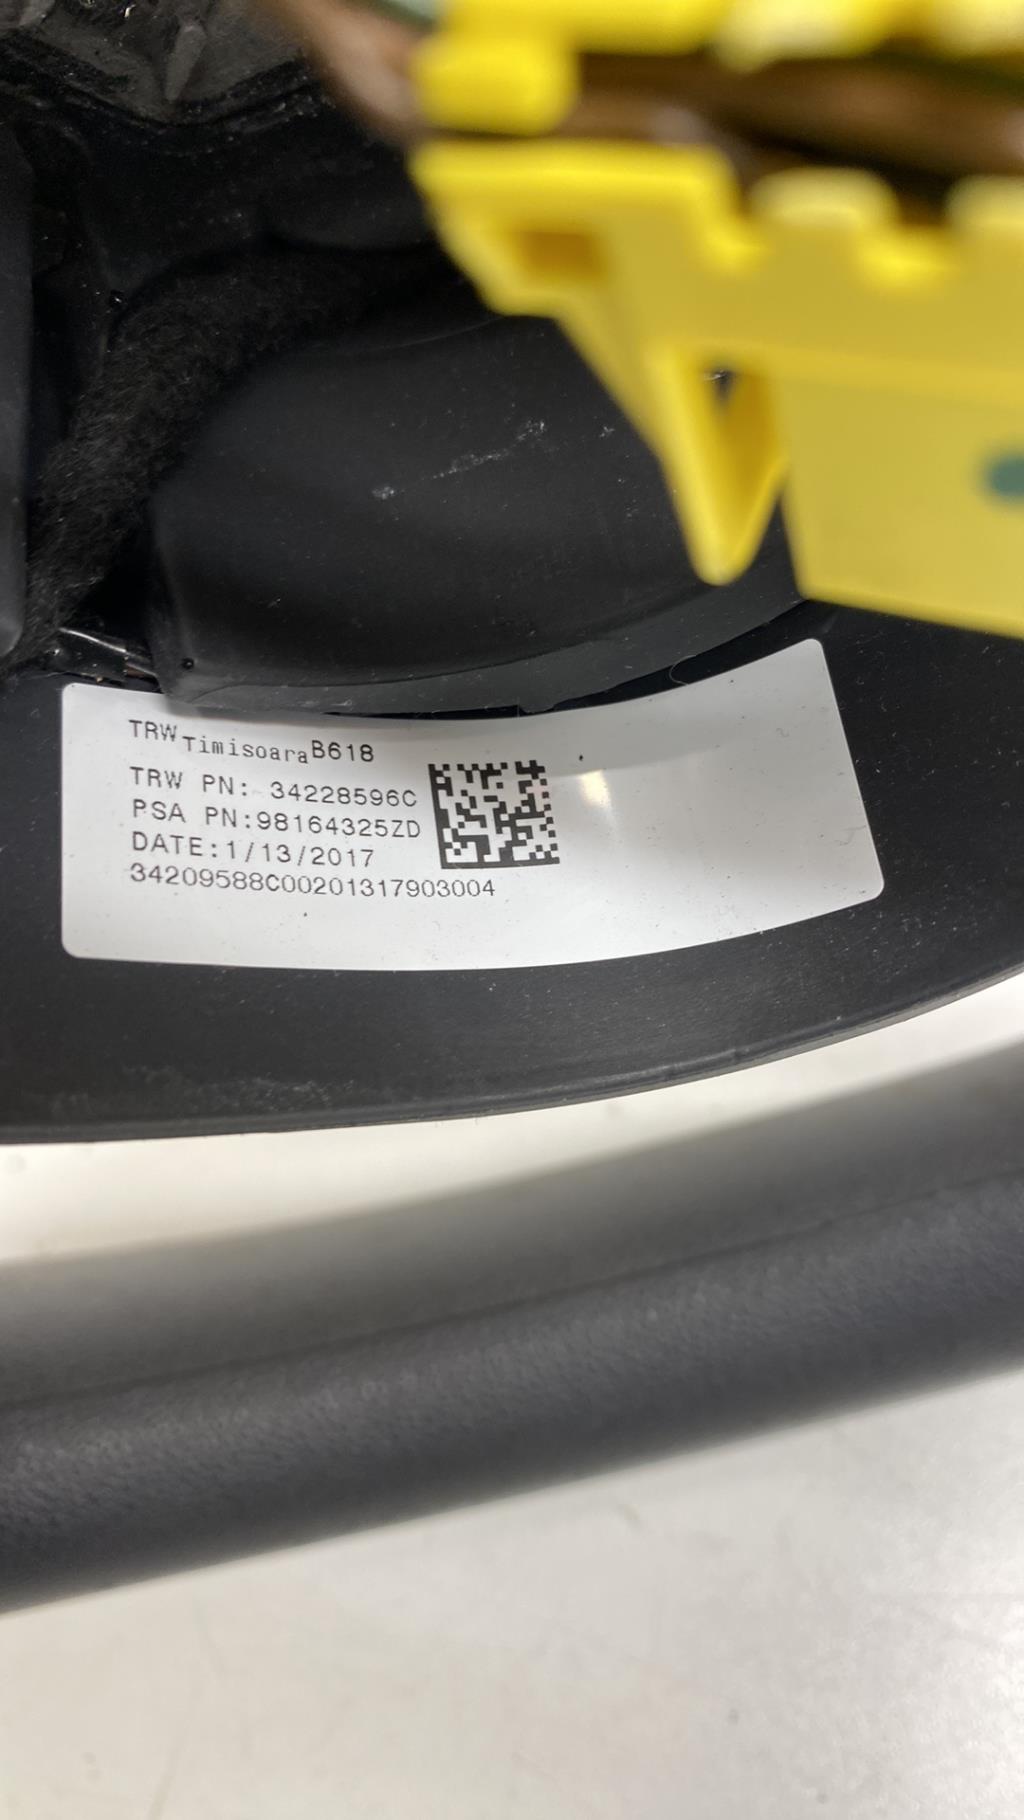 TRW Timisoara B618
TRW PN: 34228596C
PSA PN:98164325ZD
DATE:1/13/2017
34209588C00201317903004